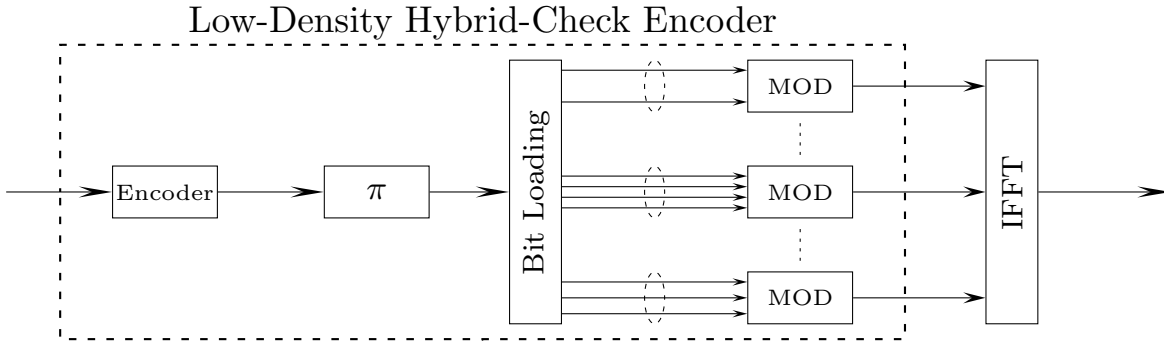 Low-Density Hybrid-Check Encoder
Encoder
π
Bit Loading
MOD
MOD
MOD
IFFT